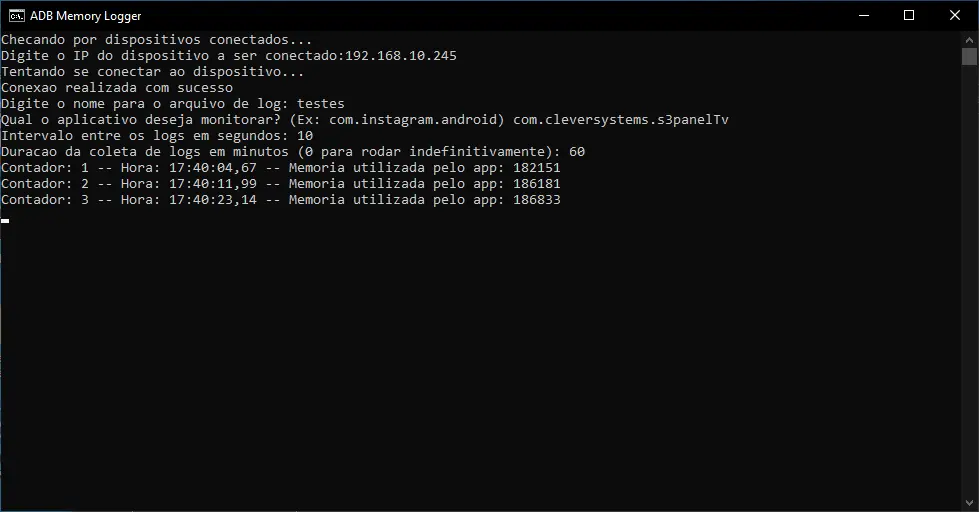 ADB Memory Logger
Checando por dispositivos conectados...
Digite o IP do dispositivo a ser conectado:192.168.10.245
Tentando se conectar ao dispositivo...
Conexao realizada com sucesso
Digite o nome para o arquivo de log: testes
Qual o aplicativo deseja monitorar? (Ex: com.instagram.android) com.cleversystems.s3panelTv
Intervalo entre os logs em segundos: 10
Duracao da coleta de logs em minutos (0 para rodar indefinitivamente): 60
Contador: 1 -- Hora: 17:40:04,67 -- Memoria utilizada pelo app: 182151
Contador: 2 -- Hora: 17:40:11,99 -- Memoria utilizada pelo app: 186181
Contador: 3 -- Hora: 17:40:23,14 -- Memoria utilizada pelo app: 186833